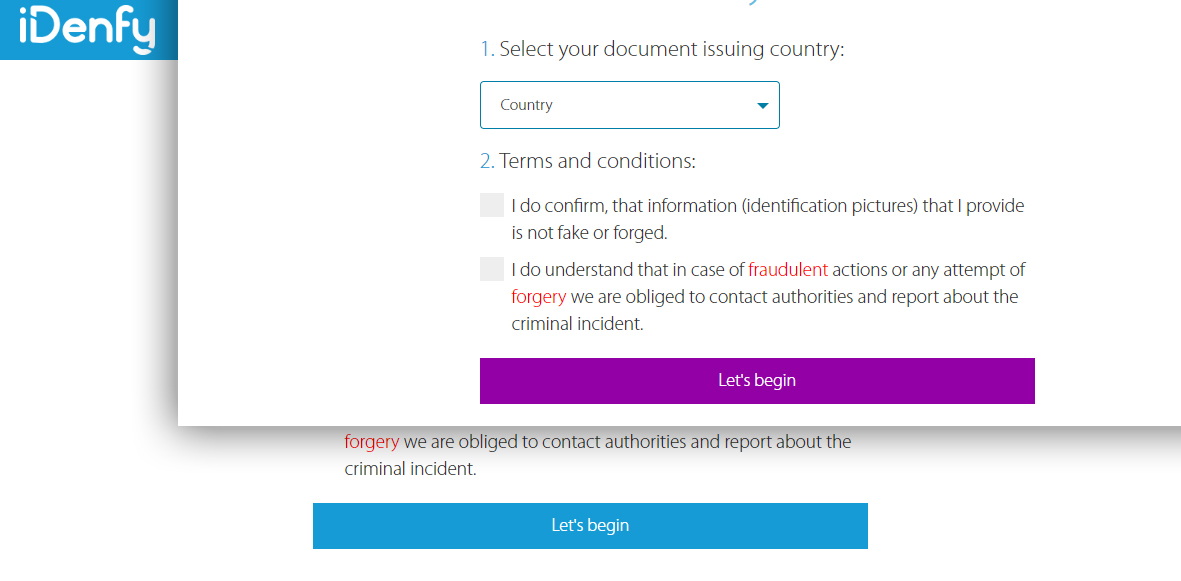 iDenfy
1. Select your document issuing country:
Country
2. Terms and conditions:
I do confirm, that information (identification pictures) that I provide
is not fake or forged.
I do understand that in case of fraudulent actions or any attempt of
forgery we are obliged to contact authorities and report about the
criminal incident.
Let's begin
forgery we are obliged to contact authorities and report about the
criminal incident.
Let's begin